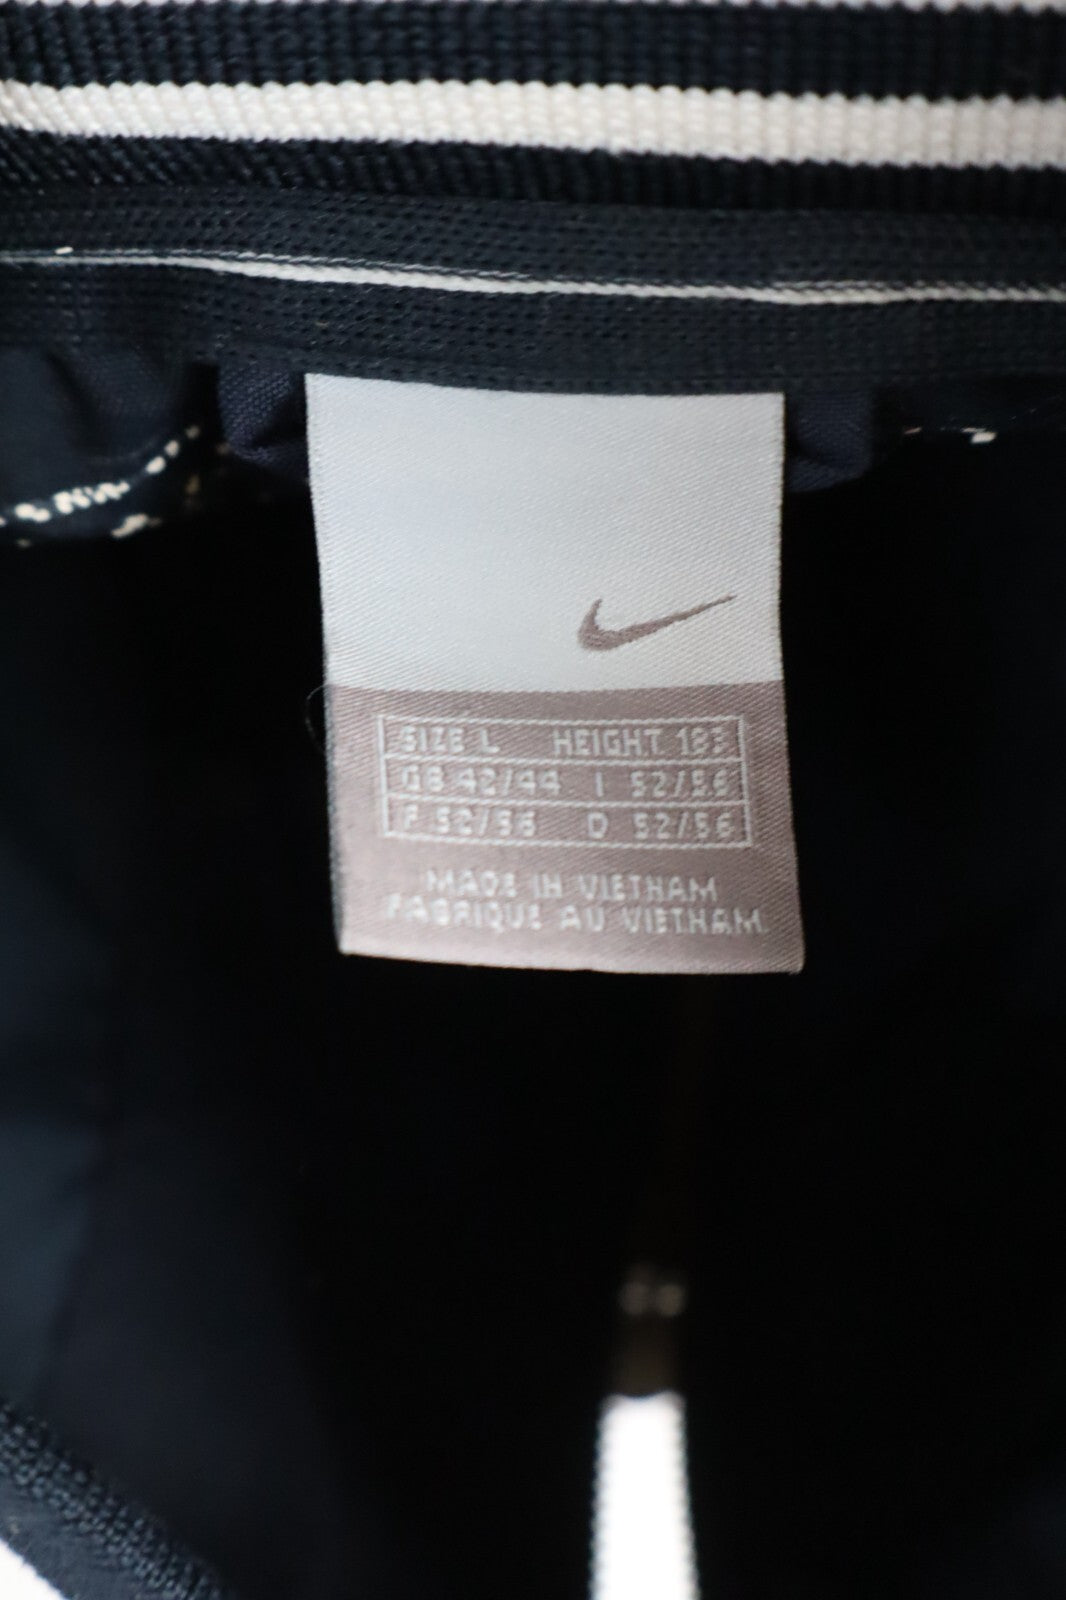 SIZE L HEIGHT 183
GB 42/44 I 52/56
F 52/56 D 52/56
MADE IN VIETNAM
FABRIQUE AU VIETNAM